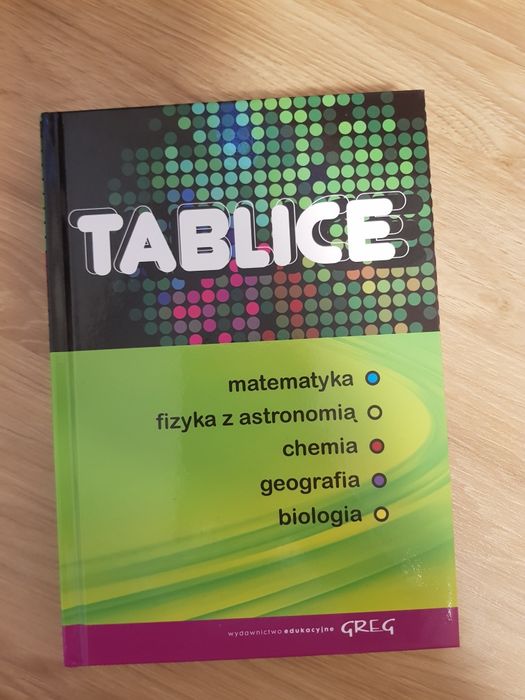 TABLICE
matematyka
fizyka z astronomią
chemia
geografia
biologia
wydawnictwo edukacyjne GREG